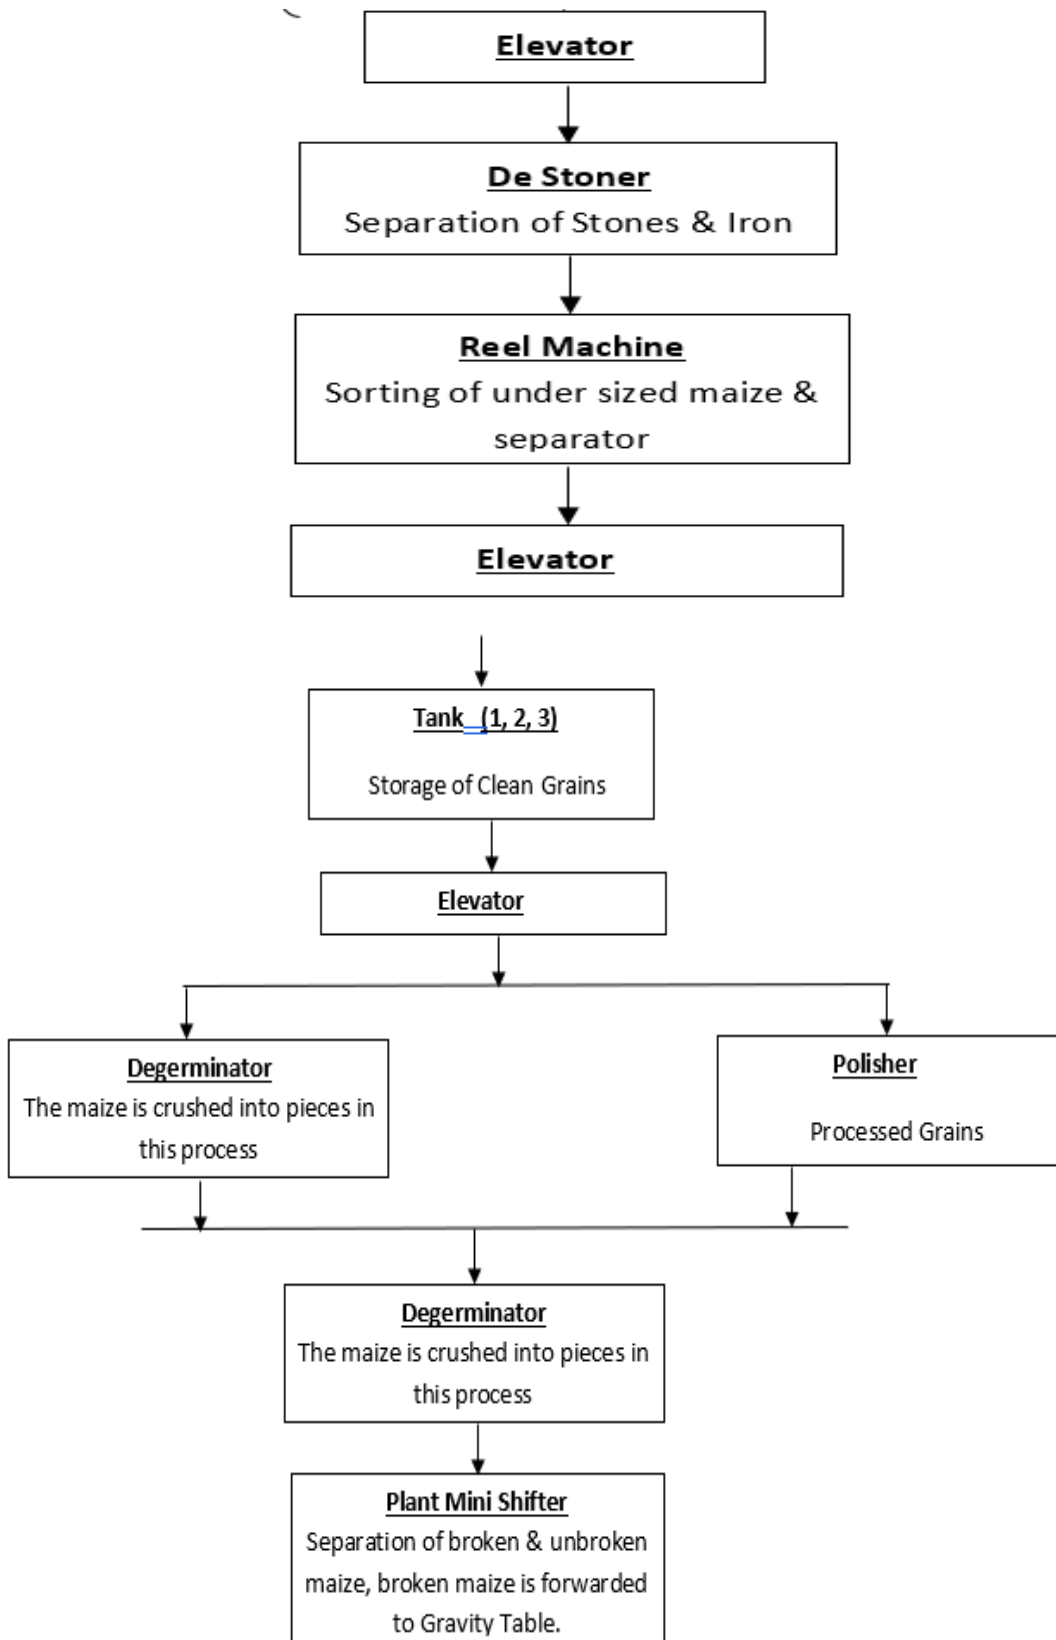 Elevator
De Stoner
Separation of Stones & Iron
Reel Machine
Sorting of under sized maize &
separator
Elevator
Tank (1, 2, 3)
Storage of Clean Grains
Elevator
Degerminator
The maize is crushed into pieces in
this process
Polisher
Processed Grains
Degerminator
The maize is crushed into pieces in
this process
Plant Mini Shifter
Separation of broken & unbroken
maize, broken maize is forwarded
to Gravity Table.